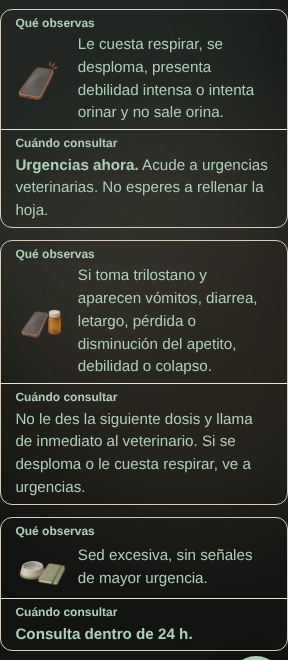 Qué observas
Le cuesta respirar, se
desploma, presenta
debilidad intensa o intenta
orinar y no sale orina.
Cuándo consultar
Urgencias ahora. Acude a urgencias
veterinarias. No esperes a rellenar la
hoja.
Qué observas
Si toma trilostano y
aparecen vómitos, diarrea,
letargo, pérdida o
disminución del apetito,
debilidad o colapso.
Cuándo consultar
No le des la siguiente dosis y llama
de inmediato al veterinario. Si se
desploma o le cuesta respirar, ve a
urgencias.
Qué observas
Sed excesiva, sin señales
de mayor urgencia.
Cuándo consultar
Consulta dentro de 24 h.